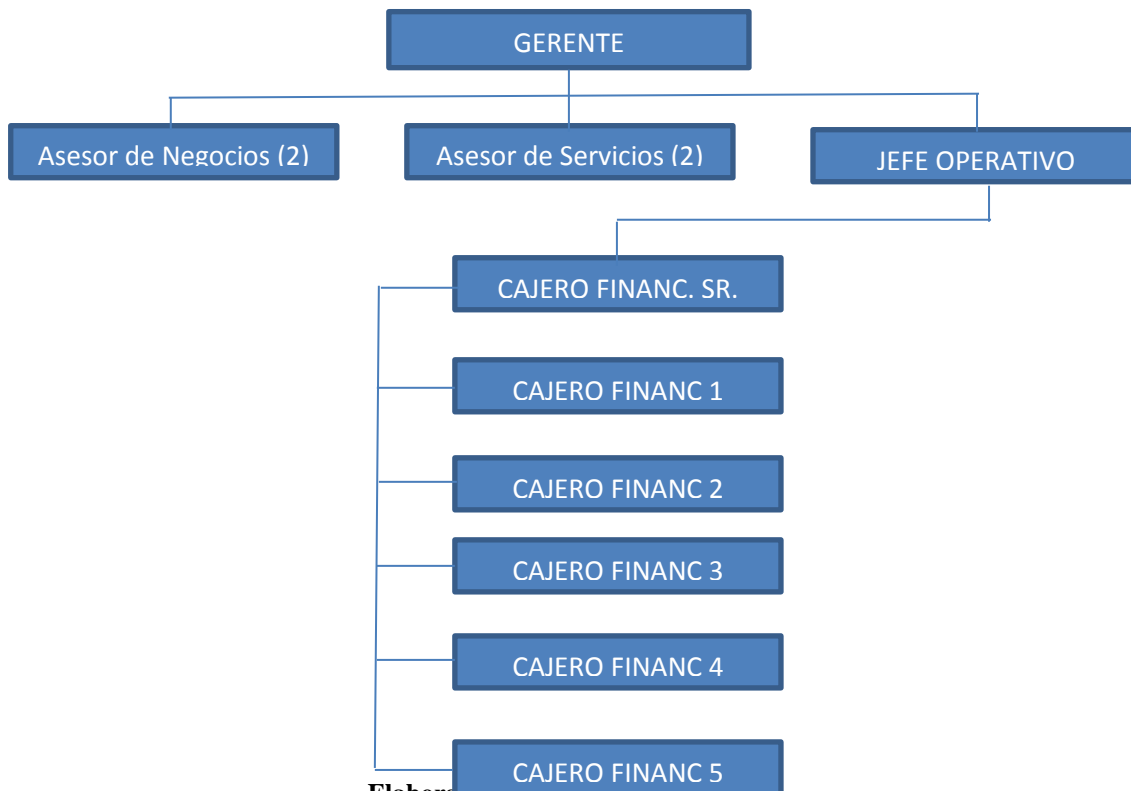 GERENTE
Asesor de Negocios (2)
Asesor de Servicios (2)
JEFE OPERATIVO
CAJERO FINANC. SR.
CAJERO FINANC 1
CAJERO FINANC 2
CAJERO FINANC 3
CAJERO FINANC 4
CAJERO FINANC 5